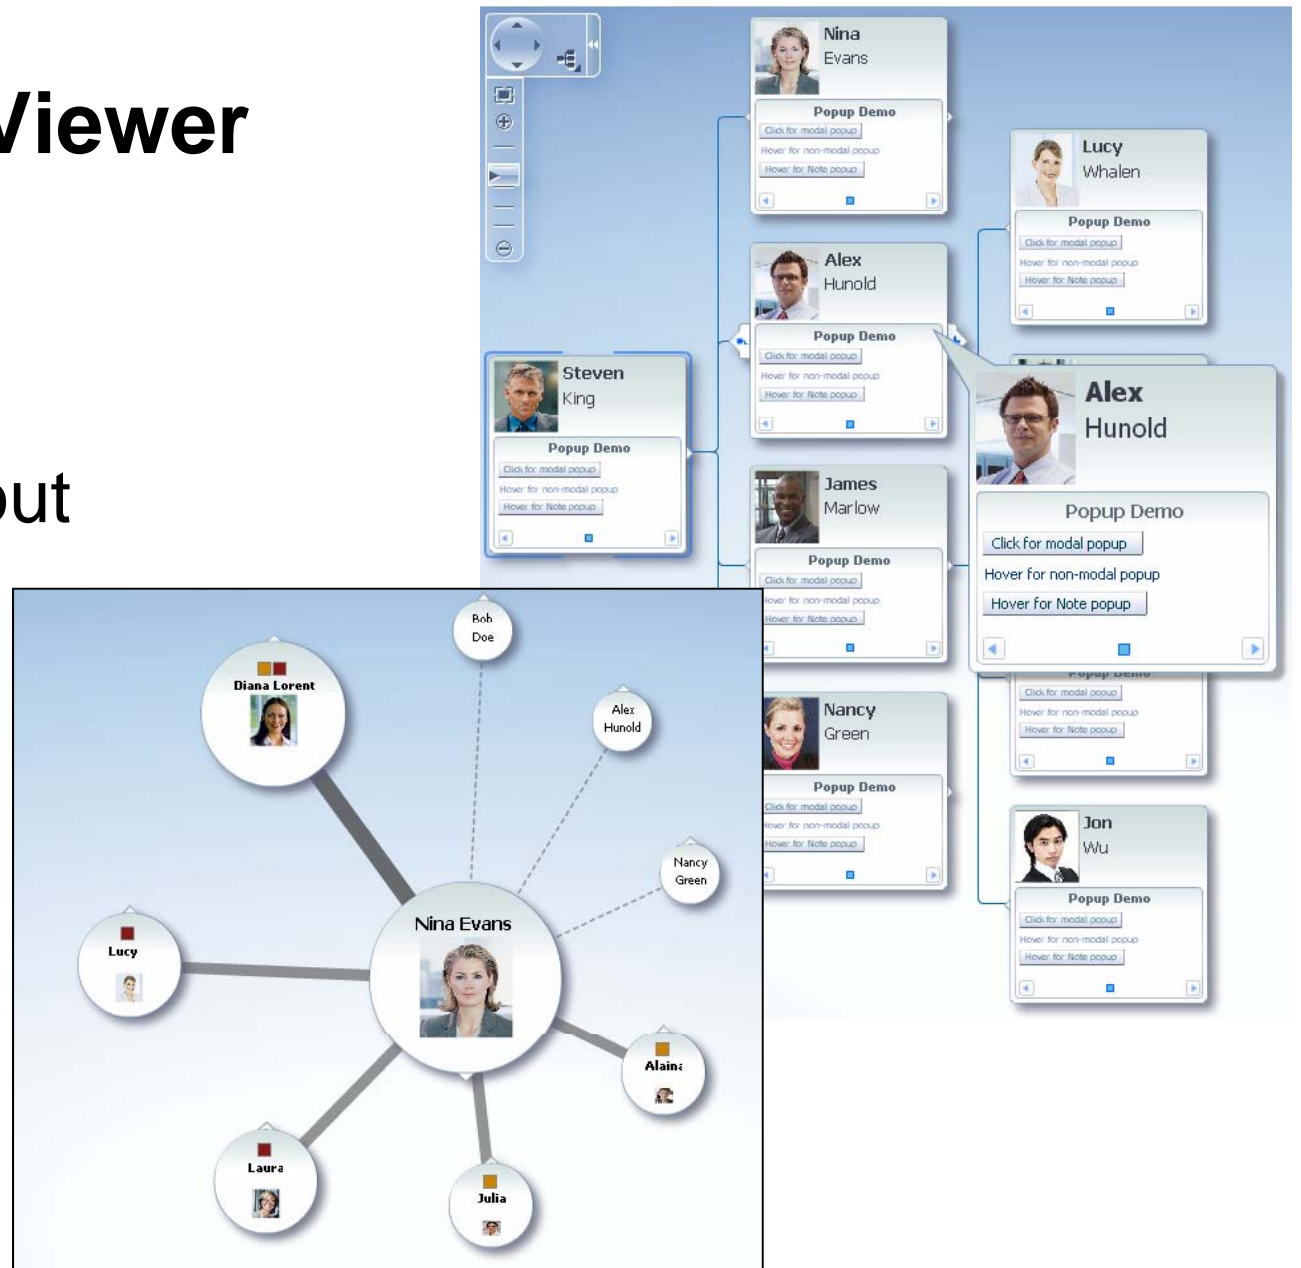 Viewer
out
Nina
Evans
Popup Demo
Click for modal popup
Hover for non-modal popup
Hover for Note popup
Lucy
Whalen
Popup Demo
Click for modal popup
Hover for non-modal popup
Hover for Note popup
Alex
Hunold
Popup Demo
Click for modal popup
Hover for non-modal popup
Hover for Note popup
Steven
King
Popup Demo
Click for modal popup
Hover for non-modal popup
Hover for Note popup
Alex
Hunold
Popup Demo
Click for modal popup
Hover for non-modal popup
Hover for Note popup
James
Marlow
Popup Demo
Click for modal popup
Hover for non-modal popup
Hover for Note popup
Popup Demo
Click for modal popup
Hover for non-modal popup
Hover for Note popup
Nancy
Green
Popup Demo
Click for modal popup
Hover for non-modal popup
Hover for Note popup
Jon
Wu
Popup Demo
Click for modal popup
Hover for non-modal popup
Hover for Note popup
Bob
Doe
Diana Lorent
Alex
Hunold
Nancy
Green
Nina Evans
Lucy
Alaina
Laura
Julia